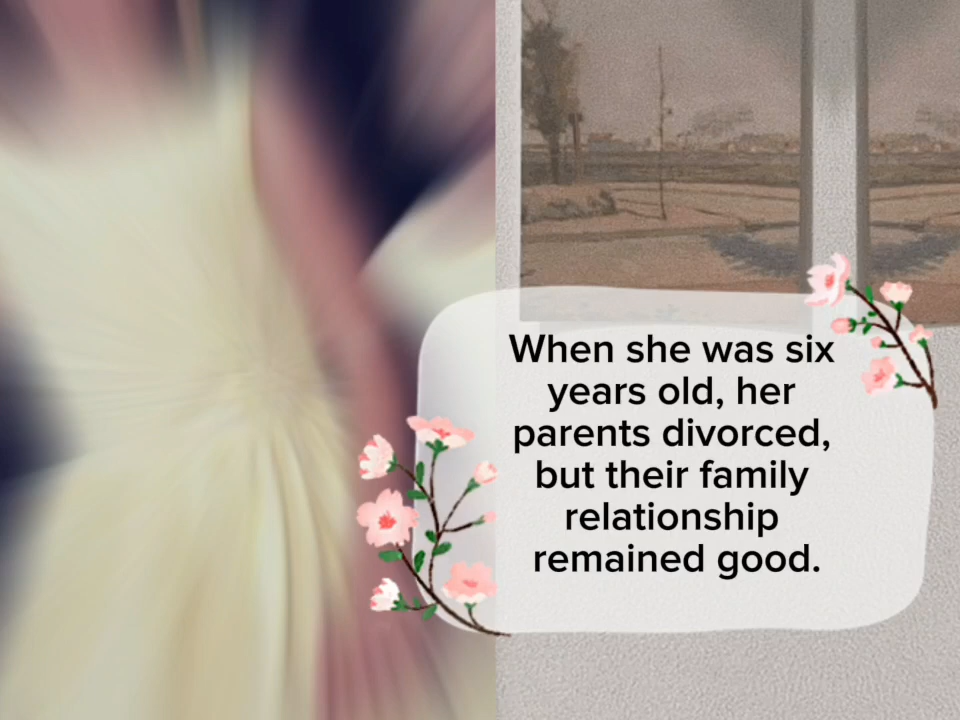 When she was six
years old, her
parents divorced,
but their family
relationship
remained good.